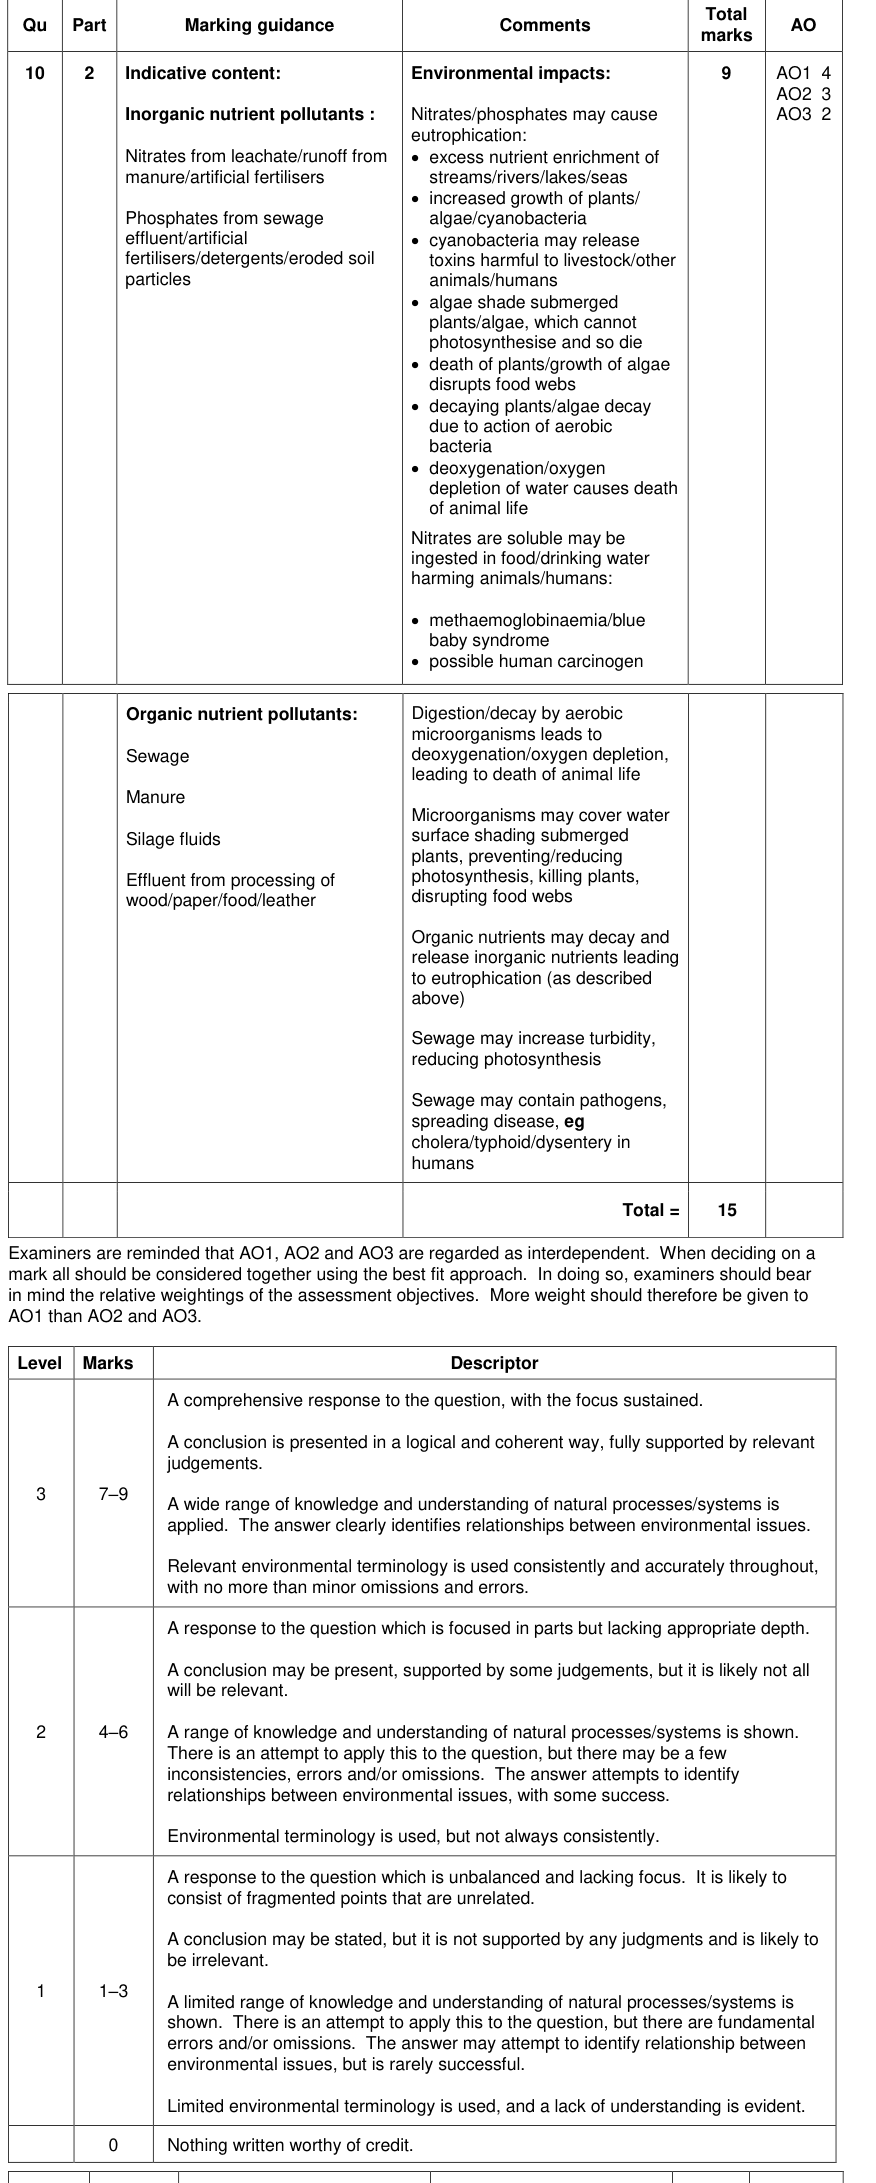 Qu Part Marking guidance Comments Total marks AO
10 2 Indicative content: Environmental impacts: 9 AO1 4
AO2 3
AO3 2
Inorganic nutrient pollutants :
Nitrates from leachate/runoff from
manure/artificial fertilisers
Phosphates from sewage
effluent/artificial
fertilisers/detergents/eroded soil
particles
Nitrates/phosphates may cause
eutrophication:
• excess nutrient enrichment of
streams/rivers/lakes/seas
• increased growth of plants/
algae/cyanobacteria
• cyanobacteria may release
toxins harmful to livestock/other
animals/humans
• algae shade submerged
plants/algae, which cannot
photosynthesise and so die
• death of plants/growth of algae
disrupts food webs
• decaying plants/algae decay
due to action of aerobic
bacteria
• deoxygenation/oxygen
depletion of water causes death
of animal life
Nitrates are soluble may be
ingested in food/drinking water
harming animals/humans:
• methaemoglobinaemia/blue
baby syndrome
• possible human carcinogen
Organic nutrient pollutants:
Sewage
Manure
Silage fluids
Effluent from processing of
wood/paper/food/leather
Digestion/decay by aerobic
microorganisms leads to
deoxygenation/oxygen depletion,
leading to death of animal life
Microorganisms may cover water
surface shading submerged
plants, preventing/reducing
photosynthesis, killing plants,
disrupting food webs
Organic nutrients may decay and
release inorganic nutrients leading
to eutrophication (as described
above)
Sewage may increase turbidity,
reducing photosynthesis
Sewage may contain pathogens,
spreading disease, eg
cholera/typhoid/dysentery in
humans
Total = 15
Examiners are reminded that AO1, AO2 and AO3 are regarded as interdependent. When deciding on a
mark all should be considered together using the best fit approach. In doing so, examiners should bear
in mind the relative weightings of the assessment objectives. More weight should therefore be given to
AO1 than AO2 and AO3.
Level Marks Descriptor
3 7–9
A comprehensive response to the question, with the focus sustained.
A conclusion is presented in a logical and coherent way, fully supported by relevant
judgements.
A wide range of knowledge and understanding of natural processes/systems is
applied. The answer clearly identifies relationships between environmental issues.
Relevant environmental terminology is used consistently and accurately throughout,
with no more than minor omissions and errors.
2 4–6
A response to the question which is focused in parts but lacking appropriate depth.
A conclusion may be present, supported by some judgements, but it is likely not all
will be relevant.
A range of knowledge and understanding of natural processes/systems is shown.
There is an attempt to apply this to the question, but there may be a few
inconsistencies, errors and/or omissions. The answer attempts to identify
relationships between environmental issues, with some success.
Environmental terminology is used, but not always consistently.
1 1–3
A response to the question which is unbalanced and lacking focus. It is likely to
consist of fragmented points that are unrelated.
A conclusion may be stated, but it is not supported by any judgments and is likely to
be irrelevant.
A limited range of knowledge and understanding of natural processes/systems is
shown. There is an attempt to apply this to the question, but there are fundamental
errors and/or omissions. The answer may attempt to identify relationship between
environmental issues, but is rarely successful.
Limited environmental terminology is used, and a lack of understanding is evident.
0 Nothing written worthy of credit.